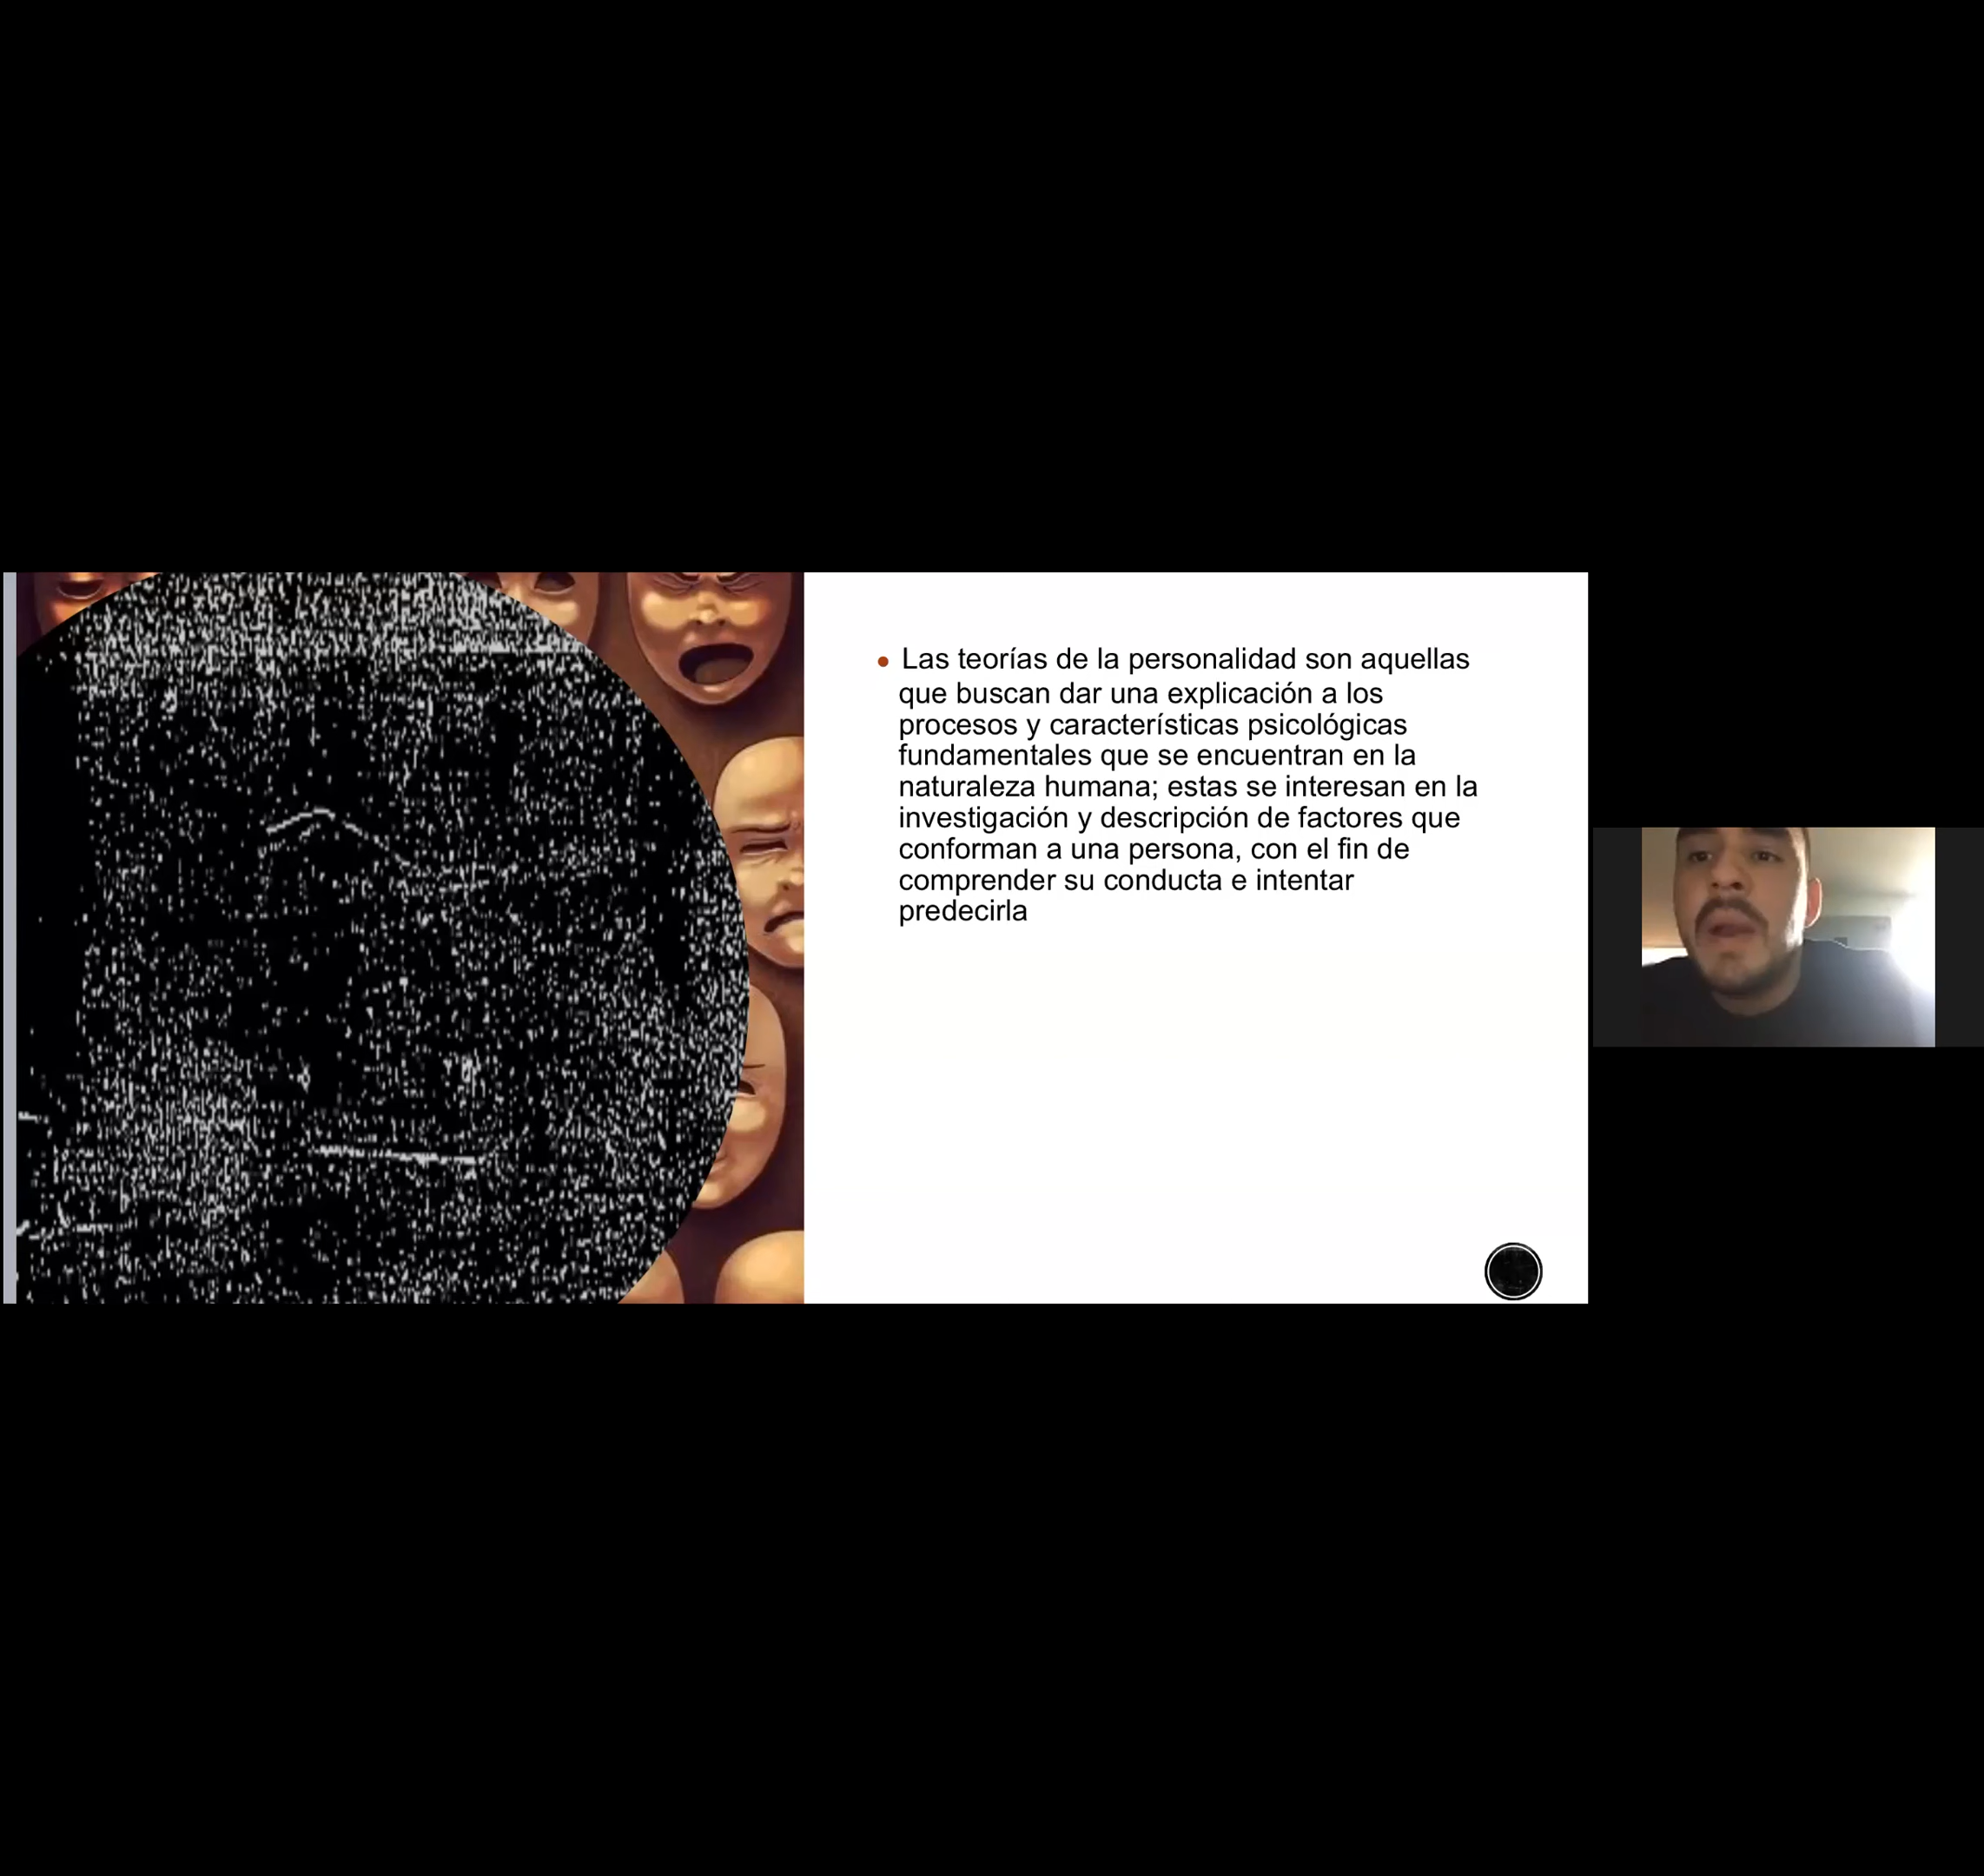 • Las teorías de la personalidad son aquellas
que buscan dar una explicación a los
procesos y características psicológicas
fundamentales que se encuentran en la
naturaleza humana; estas se interesan en la
investigación y descripción de factores que
conforman a una persona, con el fin de
comprender su conducta e intentar
predecirla